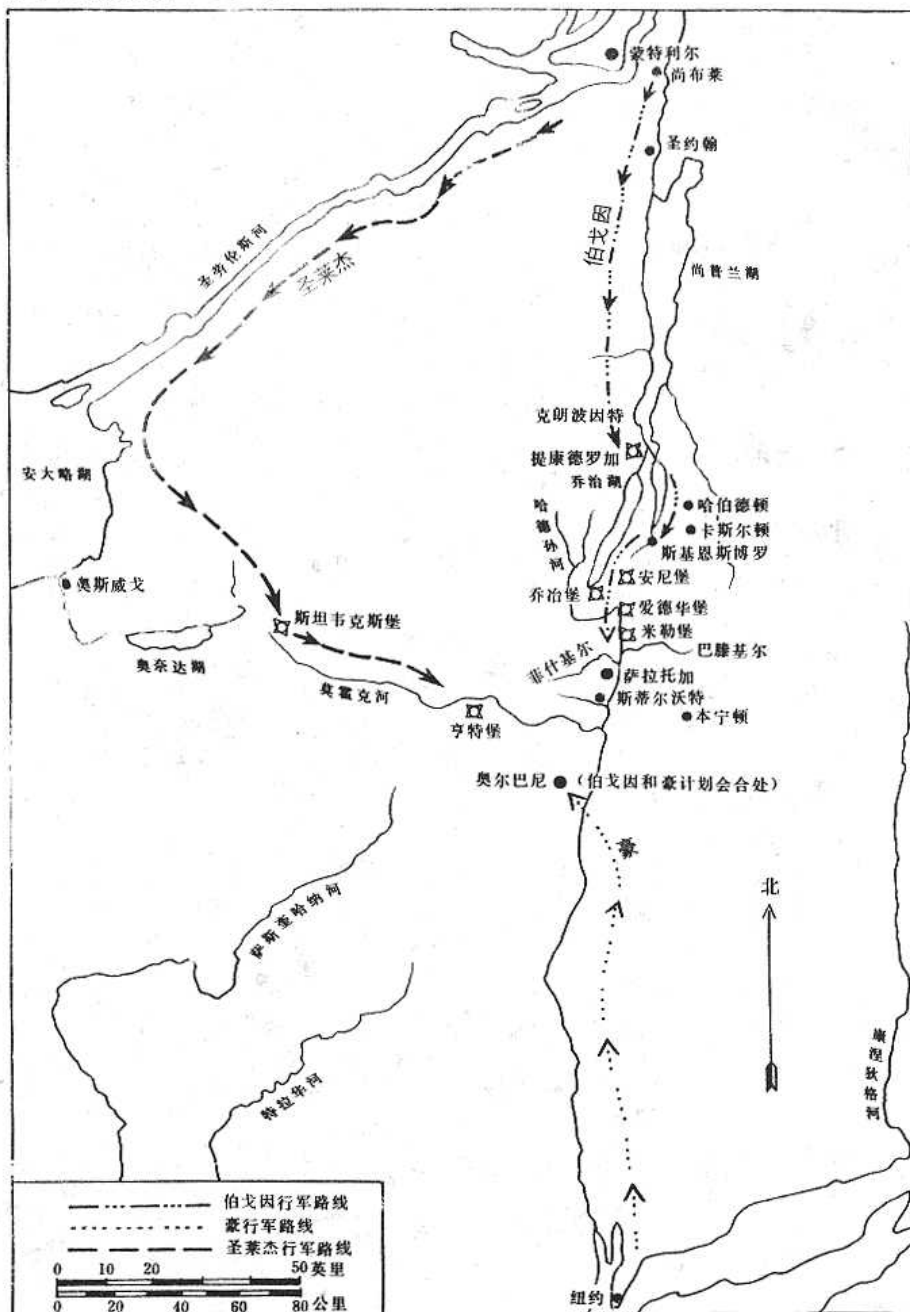 蒙特利尔
尚布莱
圣约翰
伯戈因
尚普兰湖
圣劳伦斯河
圣莱杰
克朗波因特
提康德罗加
乔治湖
安大略湖
哈德孙河
哈伯德顿
卡斯尔顿
斯基恩斯博罗
奥斯威戈
安尼堡
乔治堡
爱德华堡
斯坦韦克斯堡
米勒堡
巴滕基尔
奥奈达湖
菲什基尔
萨拉托加
莫霍克河
斯蒂尔沃特
本宁顿
亨特堡
奥尔巴尼 (伯戈因和豪计划会合处)
豪
北
萨斯查哈纳河
特拉华河
康涅狄格河
伯戈因行军路线
豪行军路线
圣莱杰行军路线
0 10 20 50 英里
0 20 40 60 80 公里
纽约